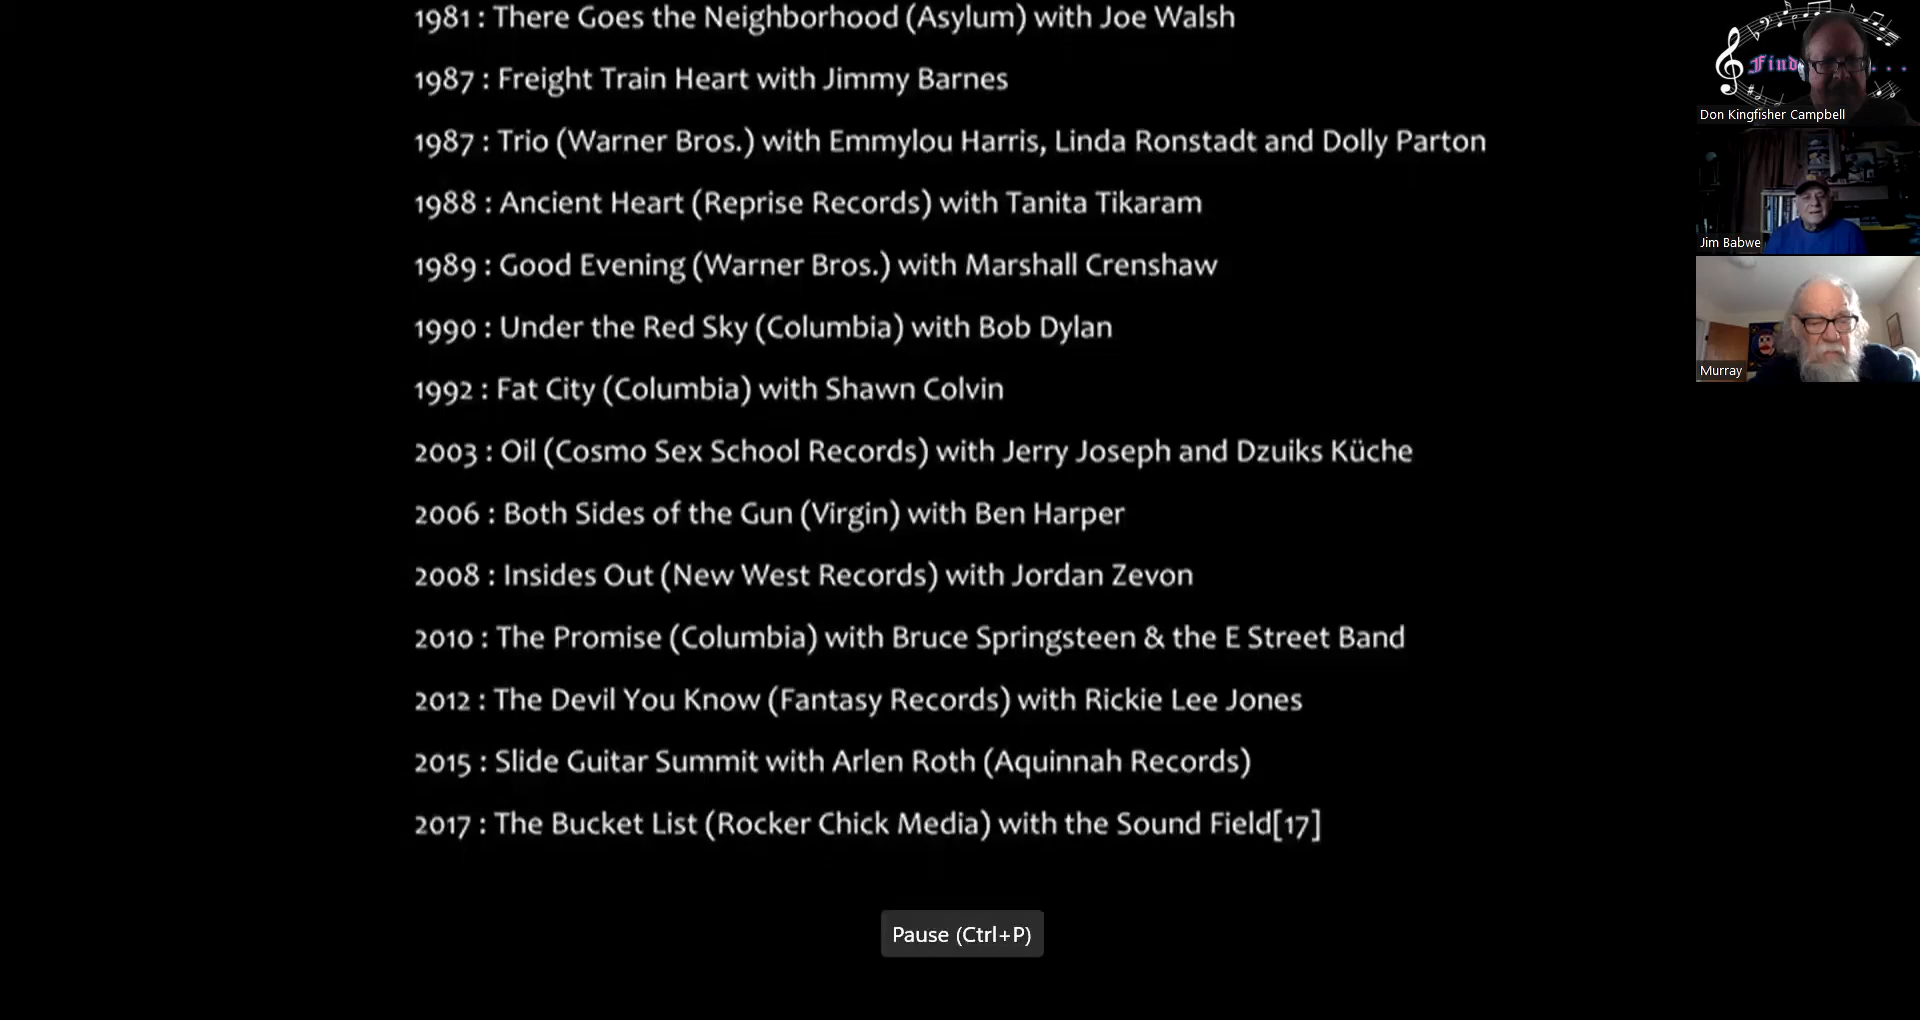 1981 : There Goes the Neighborhood (Asylum) with Joe Walsh
1987 : Freight Train Heart with Jimmy Barnes
1987 : Trio (Warner Bros.) with Emmylou Harris, Linda Ronstadt and Dolly Parton
1988 : Ancient Heart (Reprise Records) with Tanita Tikaram
1989 : Good Evening (Warner Bros.) with Marshall Crenshaw
1990 : Under the Red Sky (Columbia) with Bob Dylan
1992 : Fat City (Columbia) with Shawn Colvin
2003 : Oil (Cosmo Sex School Records) with Jerry Joseph and Dzuiks Küche
2006 : Both Sides of the Gun (Virgin) with Ben Harper
2008 : Insides Out (New West Records) with Jordan Zevon
2010 : The Promise (Columbia) with Bruce Springsteen & the E Street Band
2012 : The Devil You Know (Fantasy Records) with Rickie Lee Jones
2015 : Slide Guitar Summit with Arlen Roth (Aquinnah Records)
2017 : The Bucket List (Rocker Chick Media) with the Sound Field[17]
Pause (Ctrl+P)
Find
Don Kingfisher Campbell
Jim Babwe
Murray